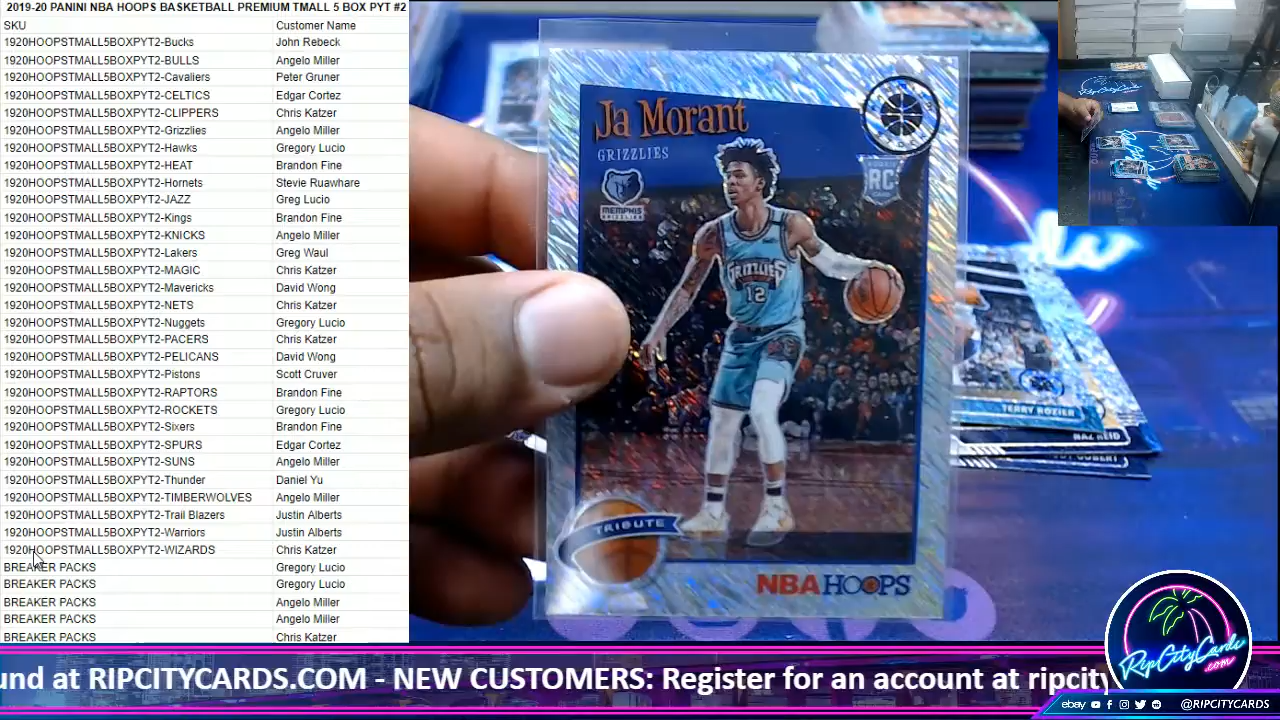 2019-20 PANINI NBA HOOPS BASKETBALL PREMIUM TMALL 5 BOX PYT #2
SKU Customer Name
1920HOOPSTMALL5BOXPYT2-Bucks John Rebeck
1920HOOPSTMALL5BOXPYT2-BULLS Angelo Miller
1920HOOPSTMALL5BOXPYT2-Cavaliers Peter Gruner
1920HOOPSTMALL5BOXPYT2-CELTICS Edgar Cortez
1920HOOPSTMALL5BOXPYT2-CLIPPERS Chris Katzer
1920HOOPSTMALL5BOXPYT2-Grizzlies Angelo Miller
1920HOOPSTMALL5BOXPYT2-Hawks Gregory Lucio
1920HOOPSTMALL5BOXPYT2-HEAT Brandon Fine
1920HOOPSTMALL5BOXPYT2-Hornets Stevie Ruawhare
1920HOOPSTMALL5BOXPYT2-JAZZ Greg Lucio
1920HOOPSTMALL5BOXPYT2-Kings Brandon Fine
1920HOOPSTMALL5BOXPYT2-KNICKS Angelo Miller
1920HOOPSTMALL5BOXPYT2-Lakers Greg Waul
1920HOOPSTMALL5BOXPYT2-MAGIC Chris Katzer
1920HOOPSTMALL5BOXPYT2-Mavericks David Wong
1920HOOPSTMALL5BOXPYT2-NETS Chris Katzer
1920HOOPSTMALL5BOXPYT2-Nuggets Gregory Lucio
1920HOOPSTMALL5BOXPYT2-PACERS Chris Katzer
1920HOOPSTMALL5BOXPYT2-PELICANS David Wong
1920HOOPSTMALL5BOXPYT2-Pistons Scott Cruver
1920HOOPSTMALL5BOXPYT2-RAPTORS Brandon Fine
1920HOOPSTMALL5BOXPYT2-ROCKETS Gregory Lucio
1920HOOPSTMALL5BOXPYT2-Sixers Brandon Fine
1920HOOPSTMALL5BOXPYT2-SPURS Edgar Cortez
1920HOOPSTMALL5BOXPYT2-SUNS Angelo Miller
1920HOOPSTMALL5BOXPYT2-Thunder Daniel Yu
1920HOOPSTMALL5BOXPYT2-TIMBERWOLVES Angelo Miller
1920HOOPSTMALL5BOXPYT2-Trail Blazers Justin Alberts
1920HOOPSTMALL5BOXPYT2-Warriors Justin Alberts
1920HOOPSTMALL5BOXPYT2-WIZARDS Chris Katzer
BREAKER PACKS Gregory Lucio
BREAKER PACKS Gregory Lucio
BREAKER PACKS Angelo Miller
BREAKER PACKS Angelo Miller
BREAKER PACKS Chris Katzer
Ja Morant
GRIZZLIES
MEMPHIS
GRIZZLIES
RC
GRIZZLIES
12
TRIBUTE
NBA HOOPS
TERRY ROZIER
NAZ REID
GOBERT
und at RIPCITYCARDS.COM - NEW CUSTOMERS: Register for an account at ripcity
RipCityCards
.com
ebay @RIPCITYCARDS